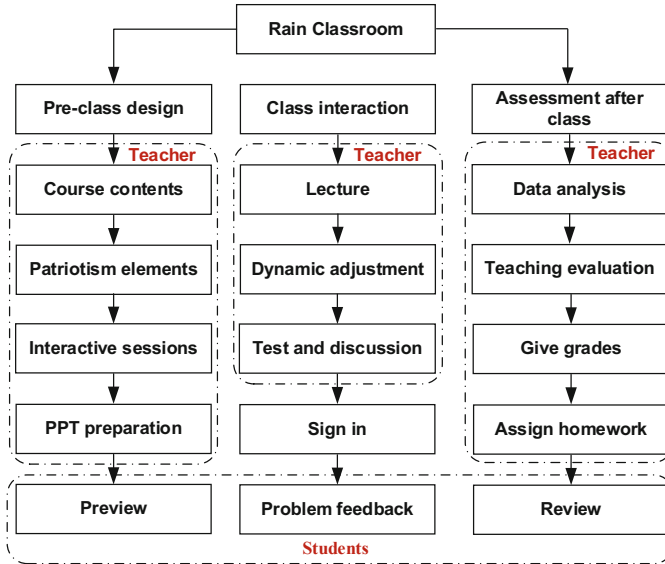 Rain Classroom
Pre-class design
Class interaction
Assessment after
class
Teacher
Teacher
Teacher
Course contents
Lecture
Data analysis
Patriotism elements
Dynamic adjustment
Teaching evaluation
Interactive sessions
Test and discussion
Give grades
PPT preparation
Sign in
Assign homework
Preview
Problem feedback
Review
Students